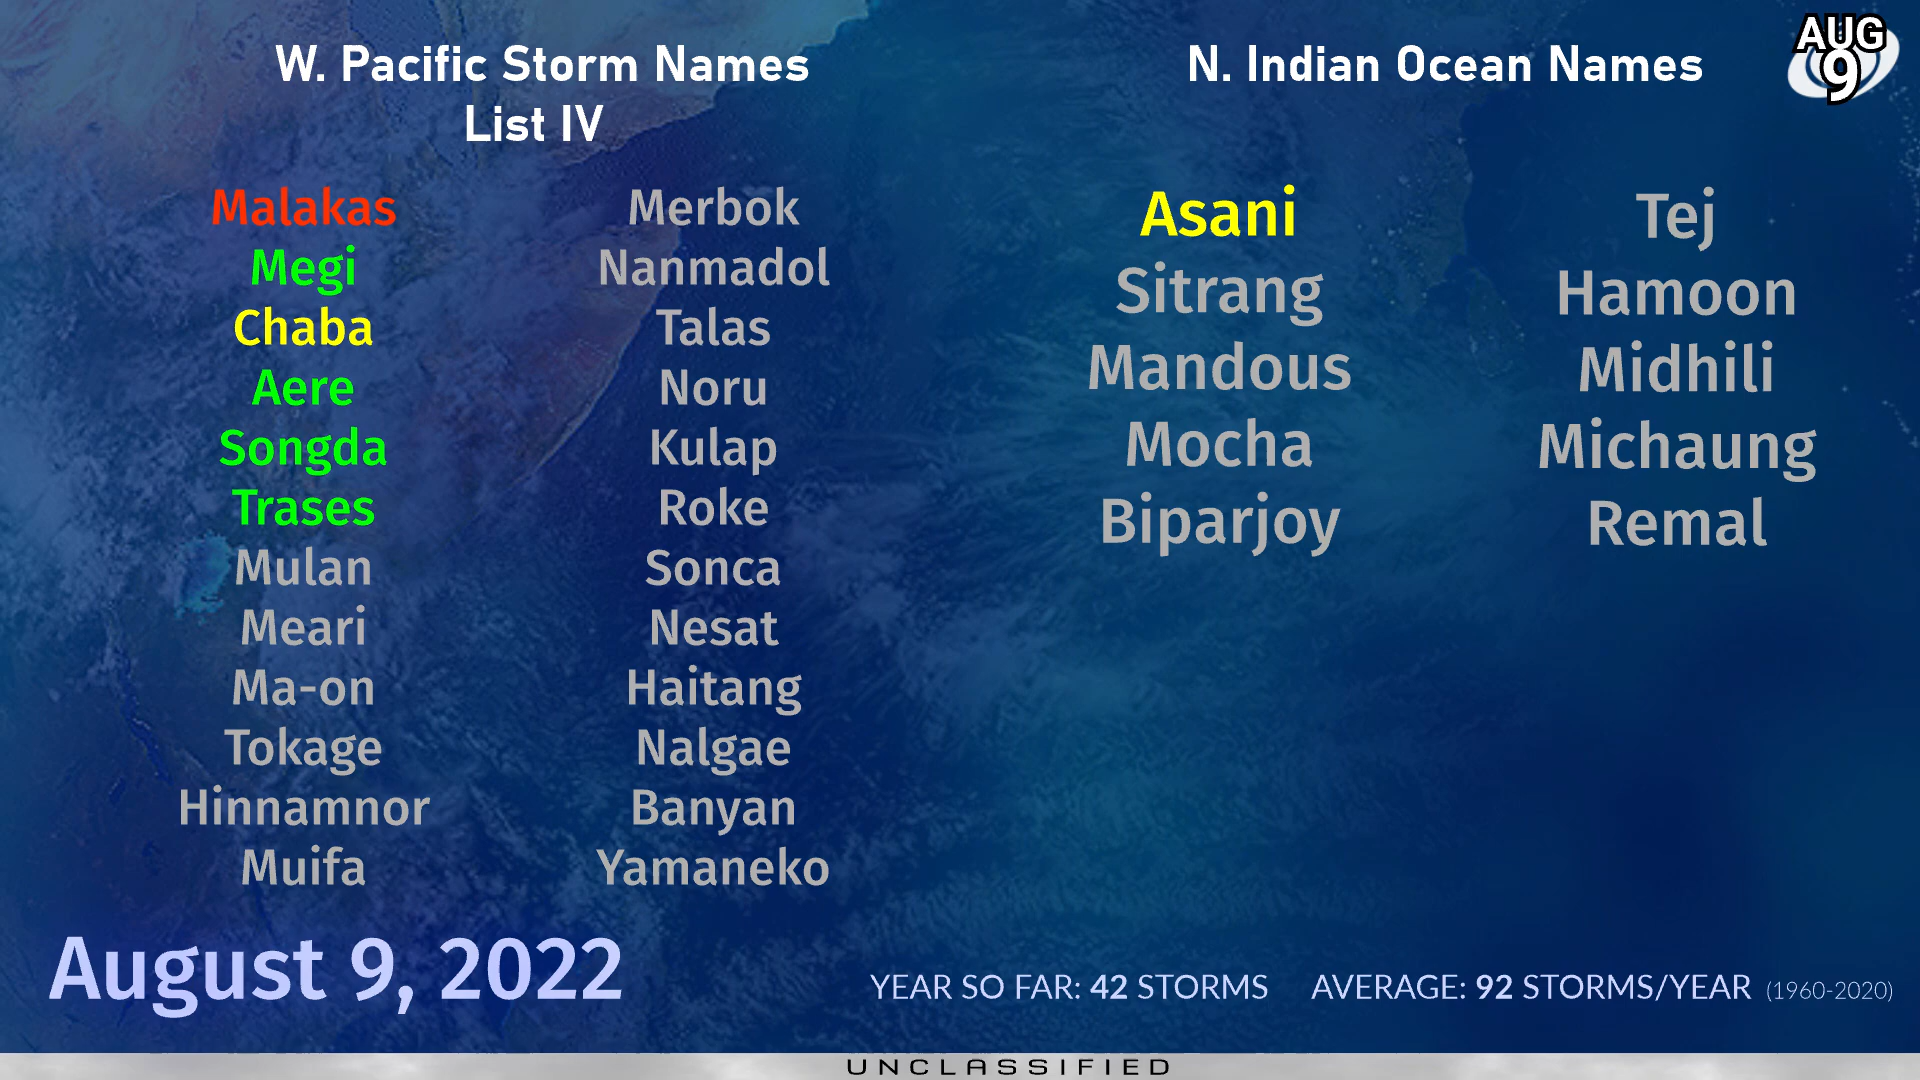 W. Pacific Storm Names
List IV
Malakas
Megi
Chaba
Aere
Songda
Trases
Mulan
Meari
Ma-on
Tokage
Hinnamnor
Muifa
Merbok
Nanmadol
Talas
Noru
Kulap
Roke
Sonca
Nesat
Haitang
Nalgae
Banyan
Yamaneko
N. Indian Ocean Names
Asani
Sitrang
Mandous
Mocha
Biparjoy
Tej
Hamoon
Midhili
Michaung
Remal
AUG
9
August 9, 2022
YEAR SO FAR: 42 STORMS AVERAGE: 92 STORMS/YEAR (1960-2020)
UNCLASSIFIED